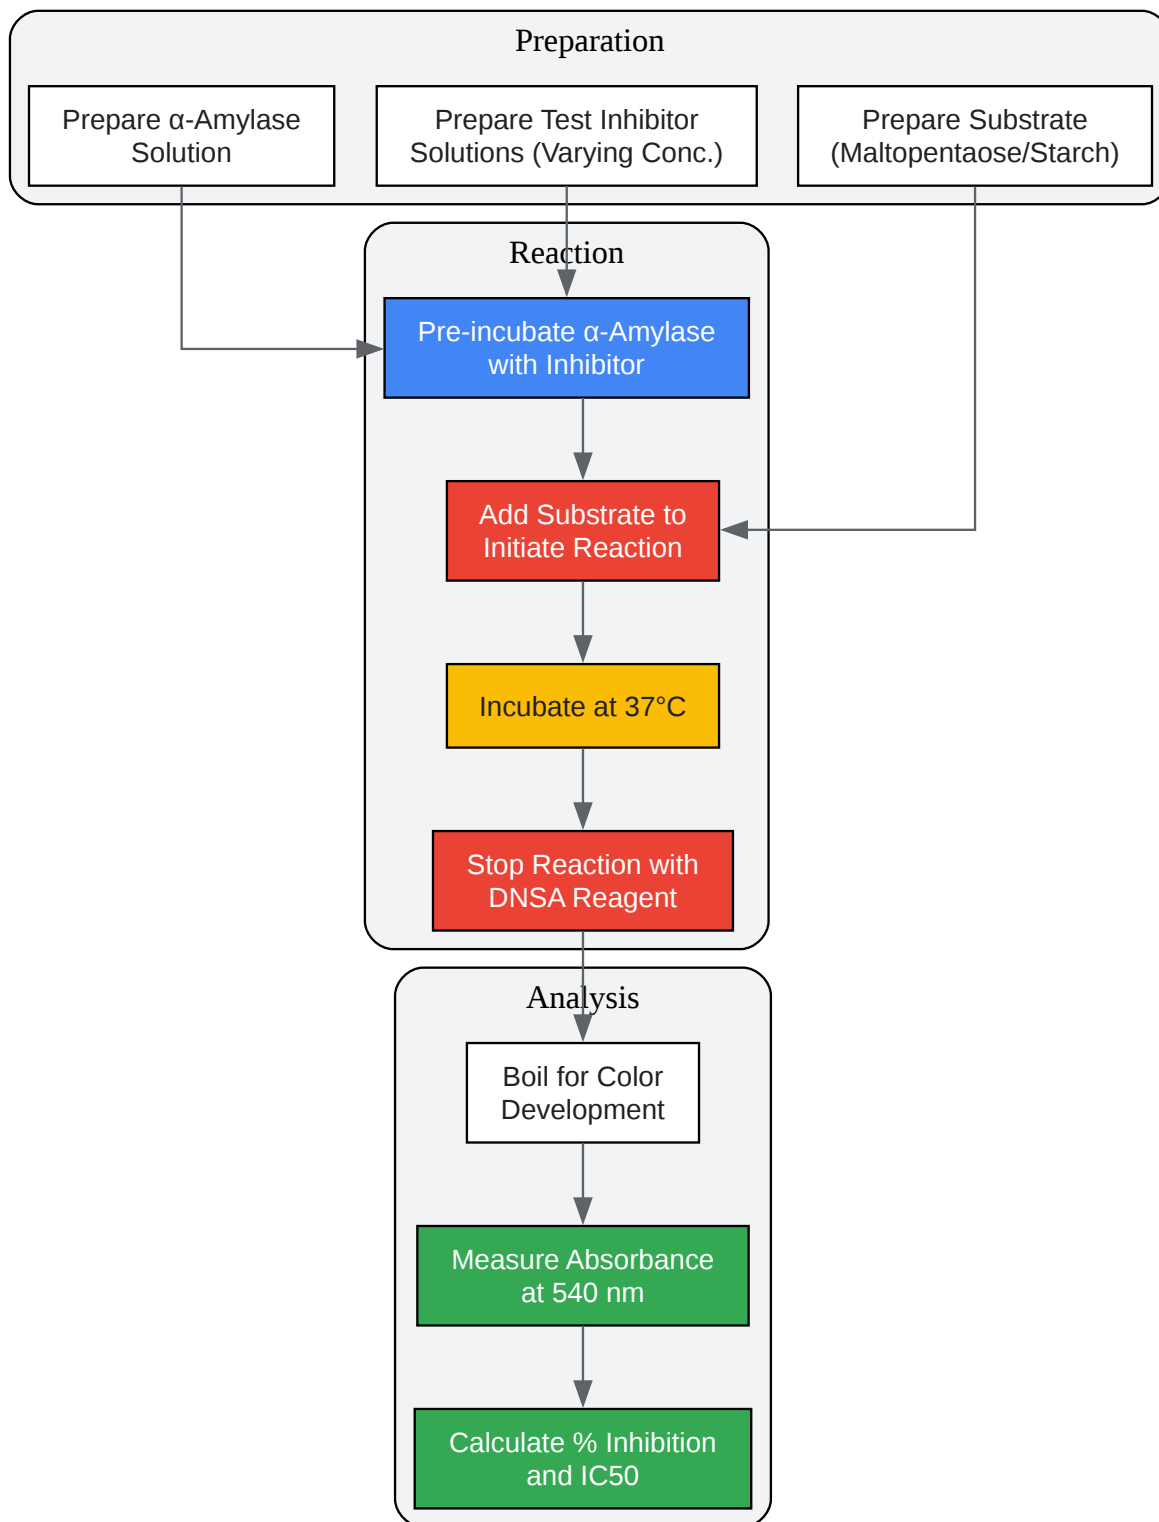 Preparation
Prepare α-Amylase
Solution
Prepare Test Inhibitor
Solutions (Varying Conc.)
Prepare Substrate
(Maltopentaose/Starch)
Reaction
Pre-incubate α-Amylase
with Inhibitor
Add Substrate to
Initiate Reaction
Incubate at 37°C
Stop Reaction with
DNSA Reagent
Analysis
Boil for Color
Development
Measure Absorbance
at 540 nm
Calculate % Inhibition
and IC50